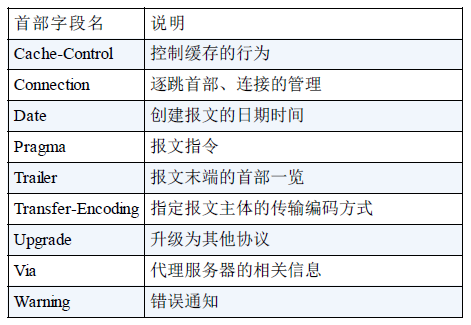 首部字段名 说明
Cache-Control 控制缓存的行为
Connection 逐跳首部、连接的管理
Date 创建报文的日期时间
Pragma 报文指令
Trailer 报文末端的首部一览
Transfer-Encoding 指定报文主体的传输编码方式
Upgrade 升级为其他协议
Via 代理服务器的相关信息
Warning 错误通知